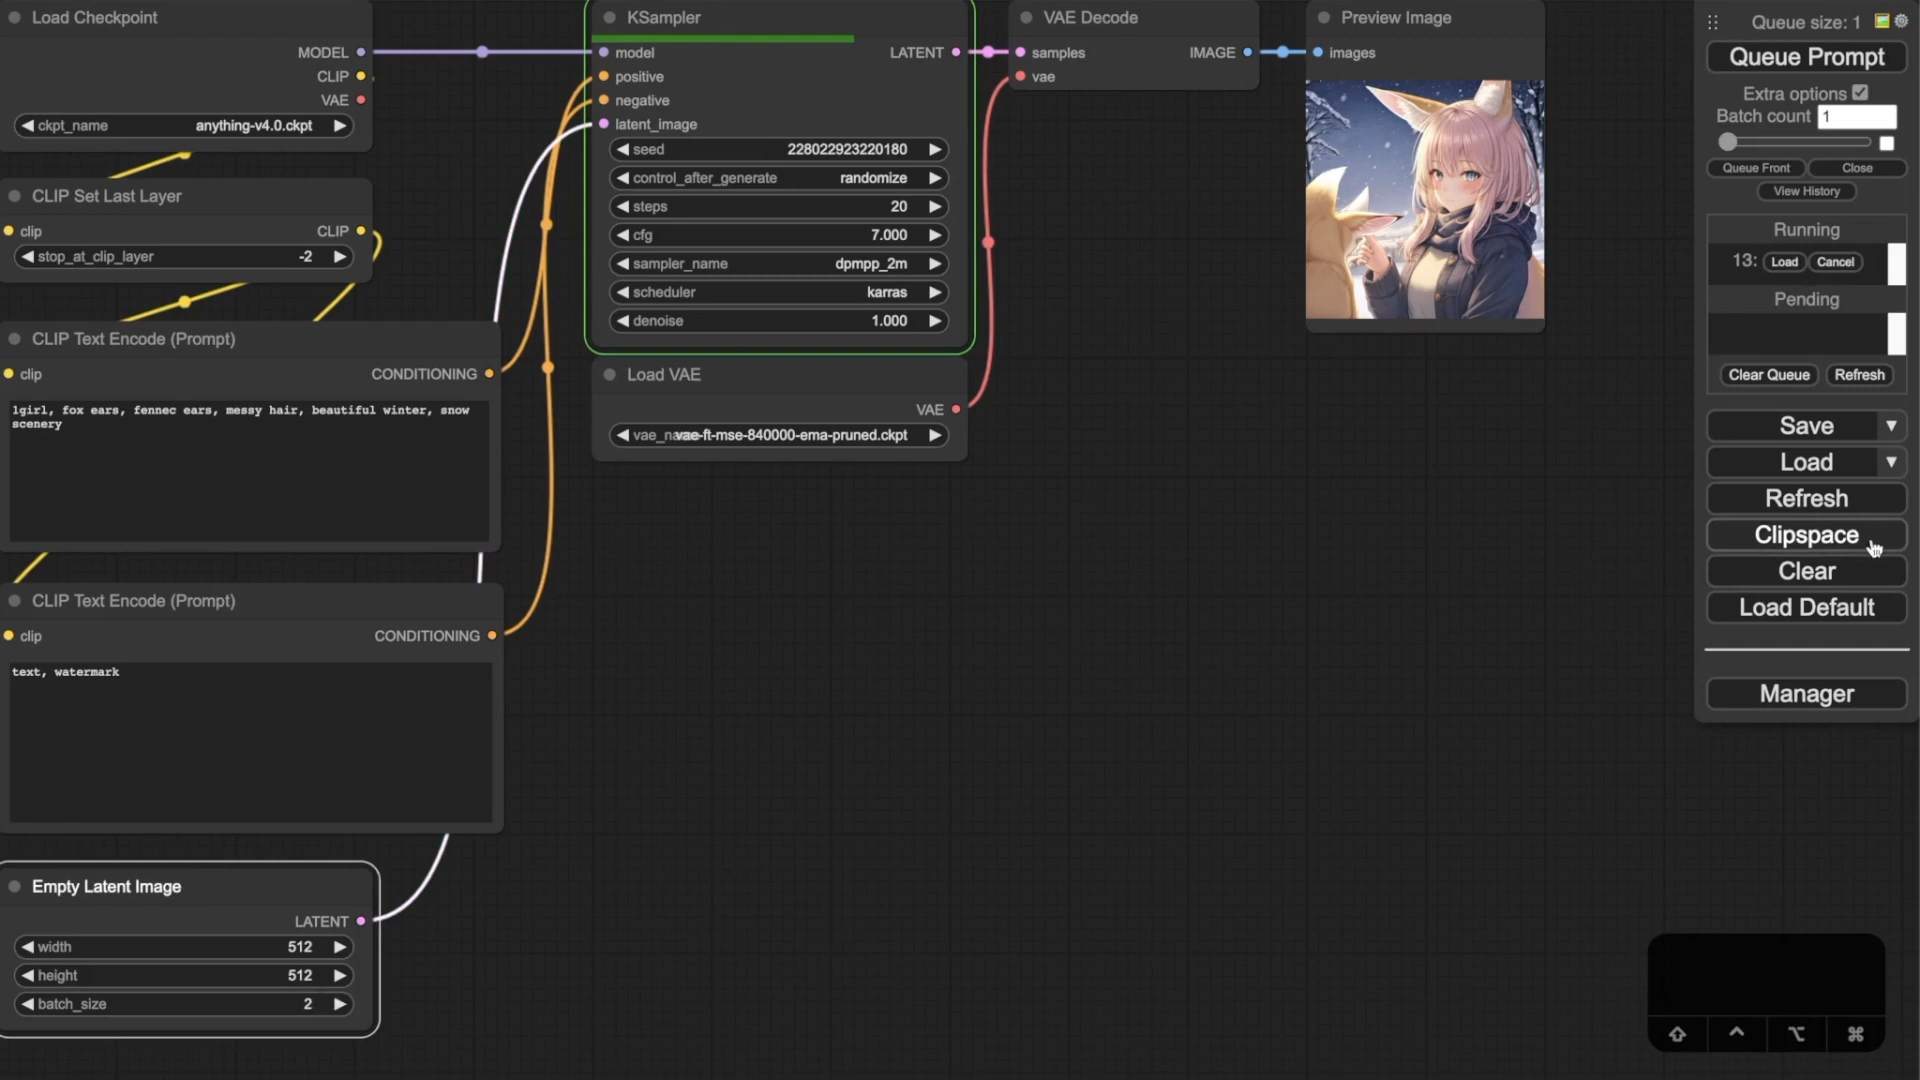 Load Checkpoint
MODEL
CLIP
VAE
ckpt_name anything-v4.0.ckpt
CLIP Set Last Layer
clip CLIP
stop_at_clip_layer -2
CLIP Text Encode (Prompt)
clip CONDITIONING
1girl, fox ears, fennec ears, messy hair, beautiful winter, snow
scenery
CLIP Text Encode (Prompt)
clip CONDITIONING
text, watermark
Empty Latent Image
LATENT
width 512
height 512
batch_size 2
KSampler
model LATENT
positive
negative
latent_image
seed 228022923220180
control_after_generate randomize
steps 20
cfg 7.000
sampler_name dpmpp_2m
scheduler karras
denoise 1.000
Load VAE
VAE
vae_na vae-ft-mse-840000-ema-pruned.ckpt
VAE Decode
samples IMAGE
vae
Preview Image
images
Queue size: 1
Queue Prompt
Extra options
Batch count 1
Queue Front Close
View History
Running
13: Load Cancel
Pending
Clear Queue Refresh
Save
Load
Refresh
Clipspace
Clear
Load Default
Manager